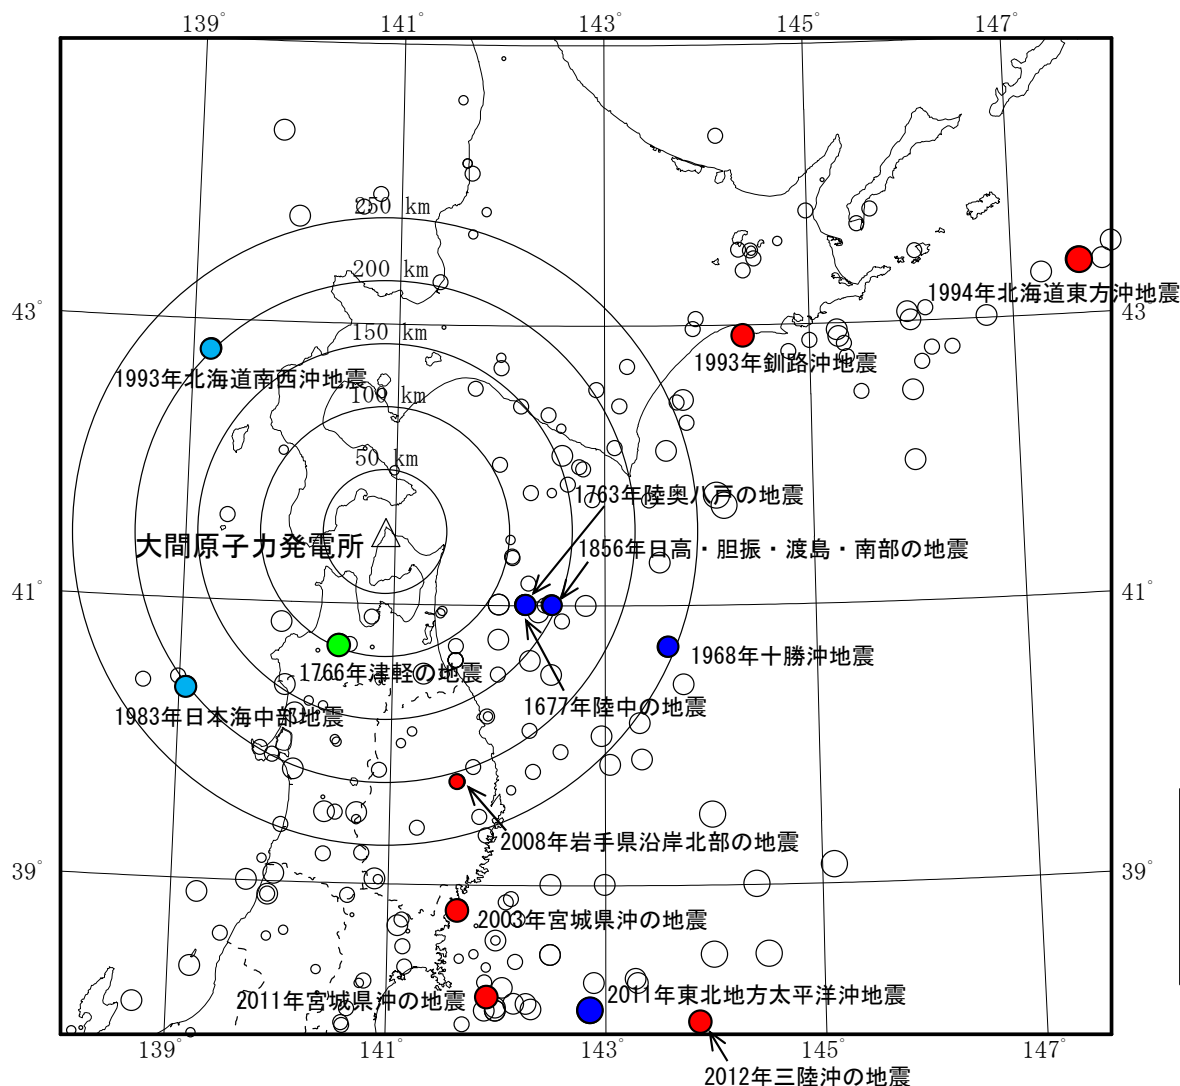 139° 141° 143° 145° 147°
250 km
200 km
1994年北海道東方沖地震
43° 43°
150 km
1993年釧路沖地震
1993年北海道南西沖地震
100 km
50 km
1763年陸奥八戸の地震
大間原子力発電所
1856年日高・胆振・渡島・南部の地震
41° 41°
1968年十勝沖地震
1766年津軽の地震
1677年陸中の地震
1983年日本海中部地震
2008年岩手県沿岸北部の地震
39° 39°
2003年宮城県沖の地震
2011年東北地方太平洋沖地震
2011年宮城県沖の地震
139° 141° 143° 145° 147°
2012年三陸沖の地震